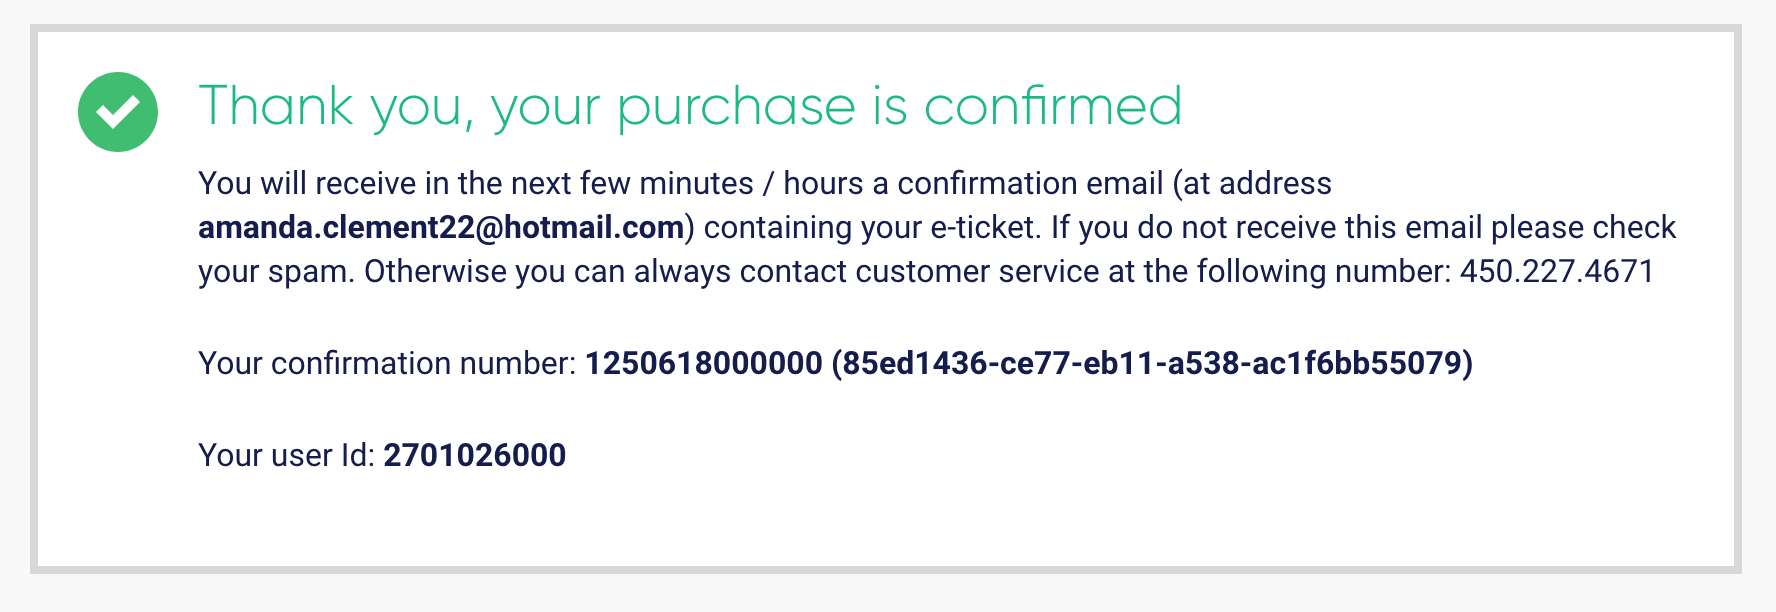 Thank you, your purchase is confirmed
You will receive in the next few minutes / hours a confirmation email (at address
amanda.clement22@hotmail.com) containing your e-ticket. If you do not receive this email please check
your spam. Otherwise you can always contact customer service at the following number: 450.227.4671
Your confirmation number: 1250618000000 (85ed1436-ce77-eb11-a538-ac1f6bb55079)
Your user Id: 2701026000